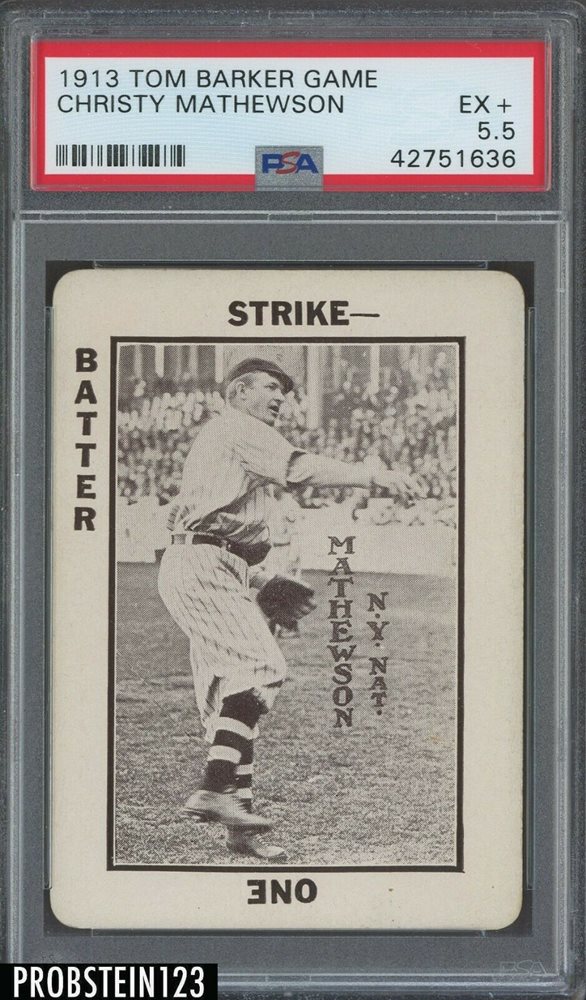 1913 TOM BARKER GAME
CHRISTY MATHEWSON EX +
5.5
PSA 42751636
STRIKE—
BATTER
MATHEWSON
N.Y. NAT.
ONE
PROBSTEIN123